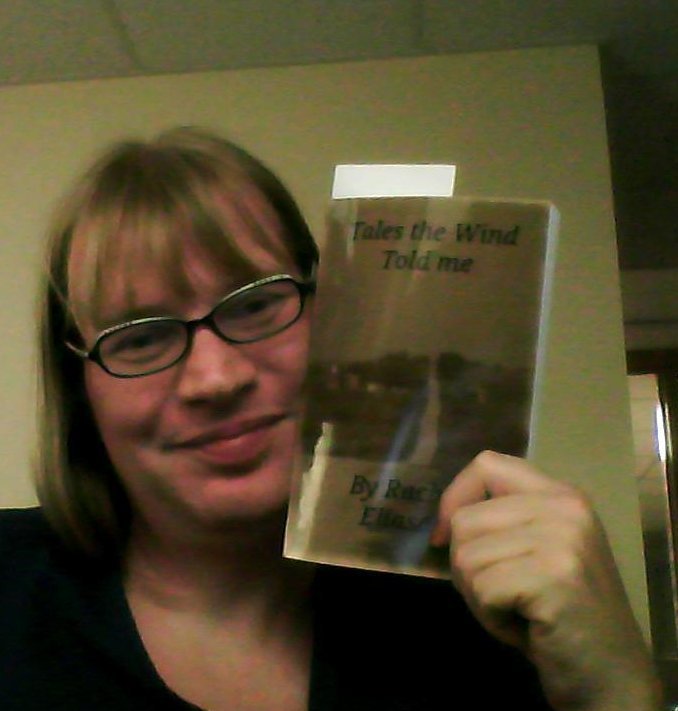 Tales the Wind
Told me
By